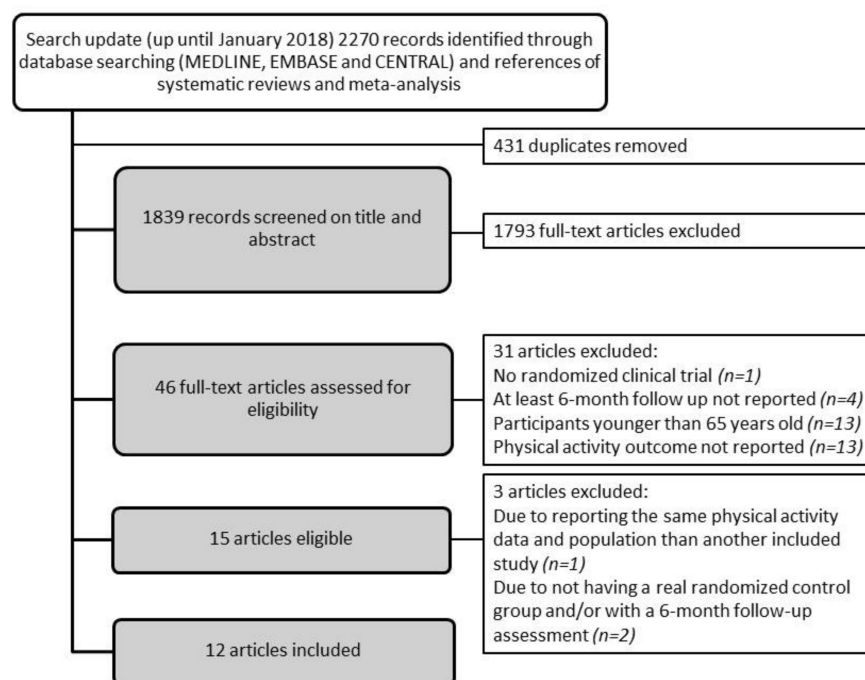 Search update (up until January 2018) 2270 records identified through
database searching (MEDLINE, EMBASE and CENTRAL) and references of
systematic reviews and meta-analysis
431 duplicates removed
1839 records screened on title and
abstract
1793 full-text articles excluded
46 full-text articles assessed for
eligibility
31 articles excluded:
No randomized clinical trial (n=1)
At least 6-month follow up not reported (n=4)
Participants younger than 65 years old (n=13)
Physical activity outcome not reported (n=13)
15 articles eligible
3 articles excluded:
Due to reporting the same physical activity
data and population than another included
study (n=1)
Due to not having a real randomized control
group and/or with a 6-month follow-up
assessment (n=2)
12 articles included